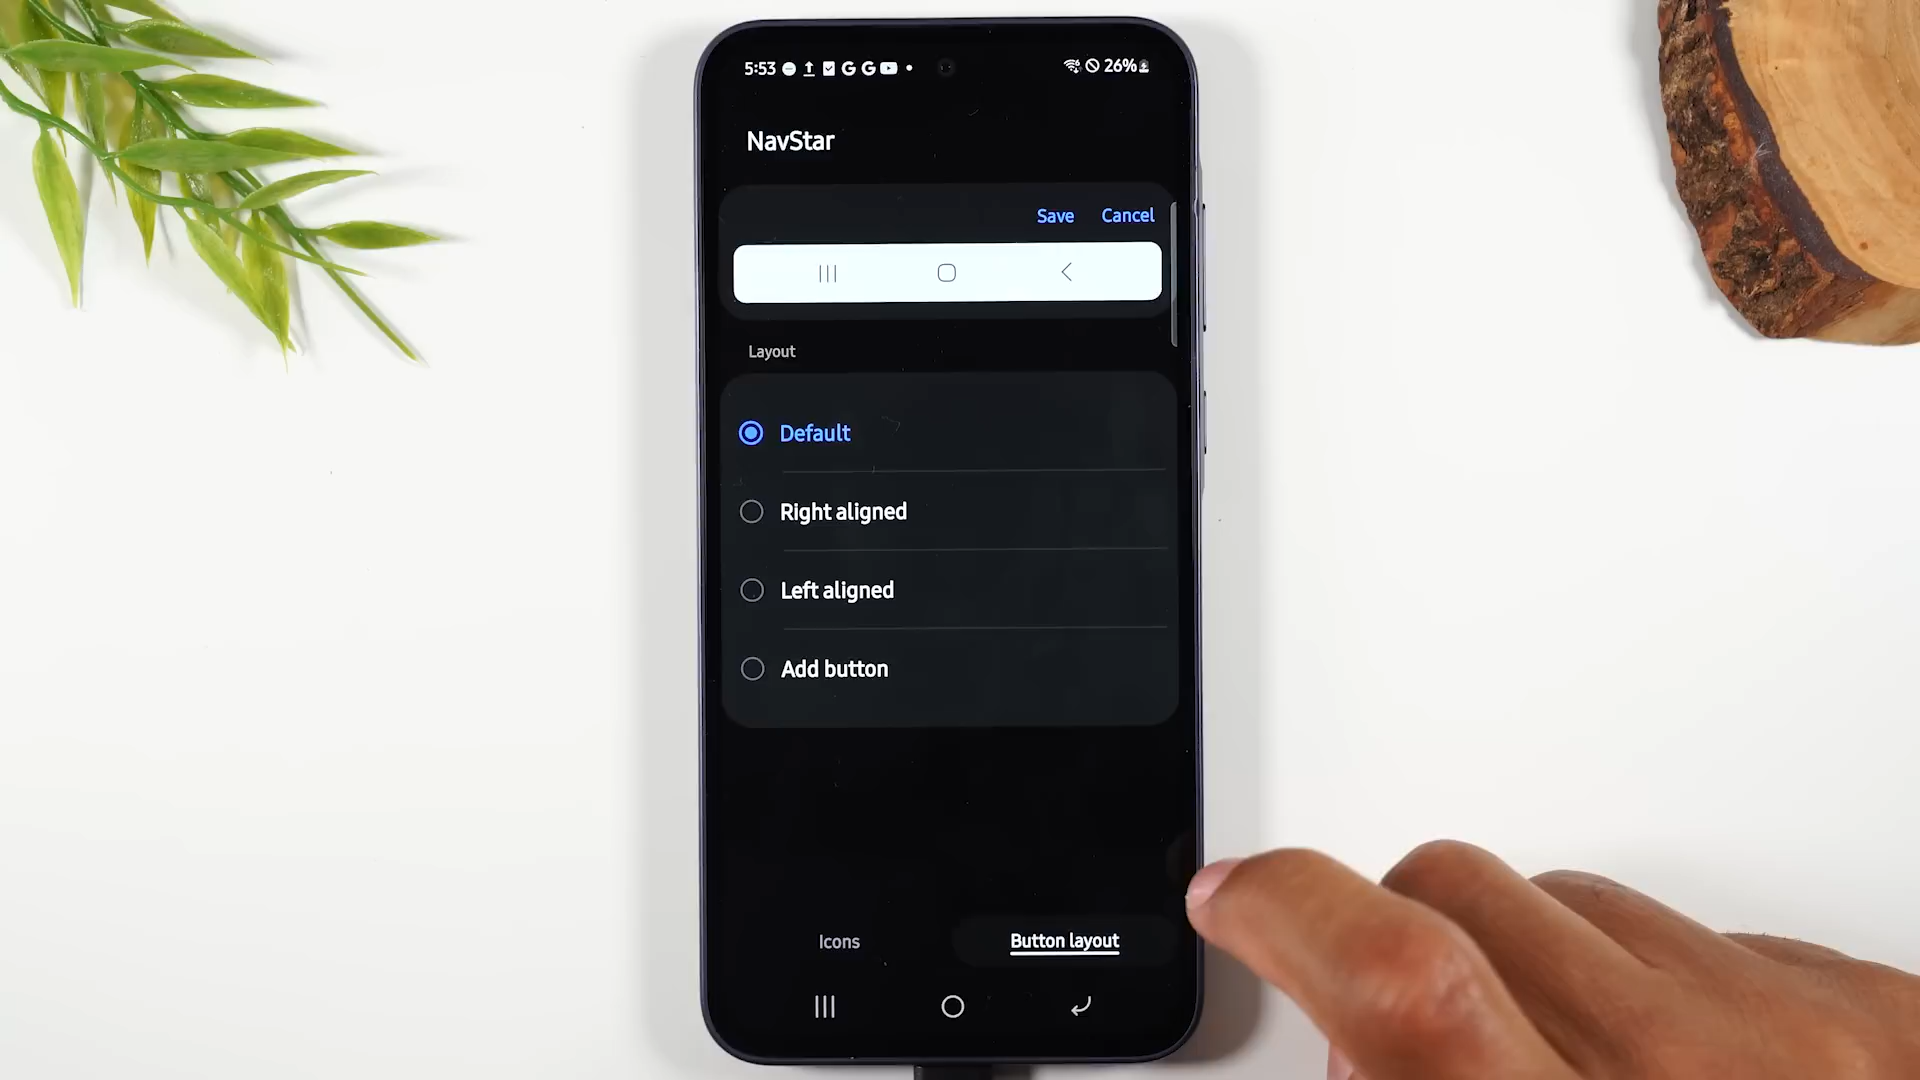 5:53
26%
NavStar
Save Cancel
Layout
Default
Right aligned
Left aligned
Add button
Icons
Button layout